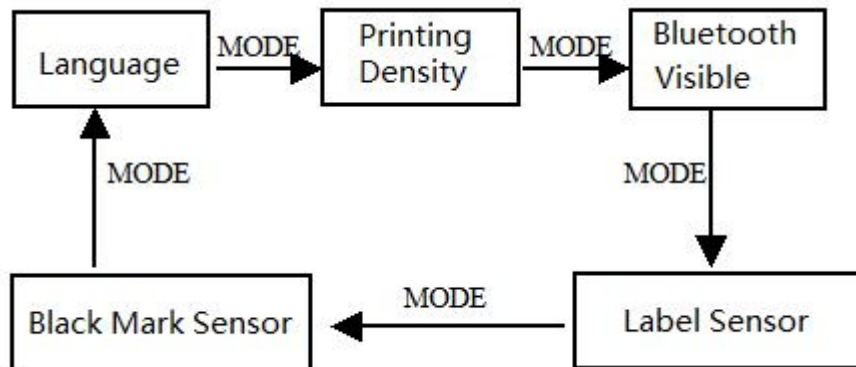 Language
MODE
Printing
Density
MODE
Bluetooth
Visible
MODE
MODE
Label Sensor
MODE
Black Mark Sensor